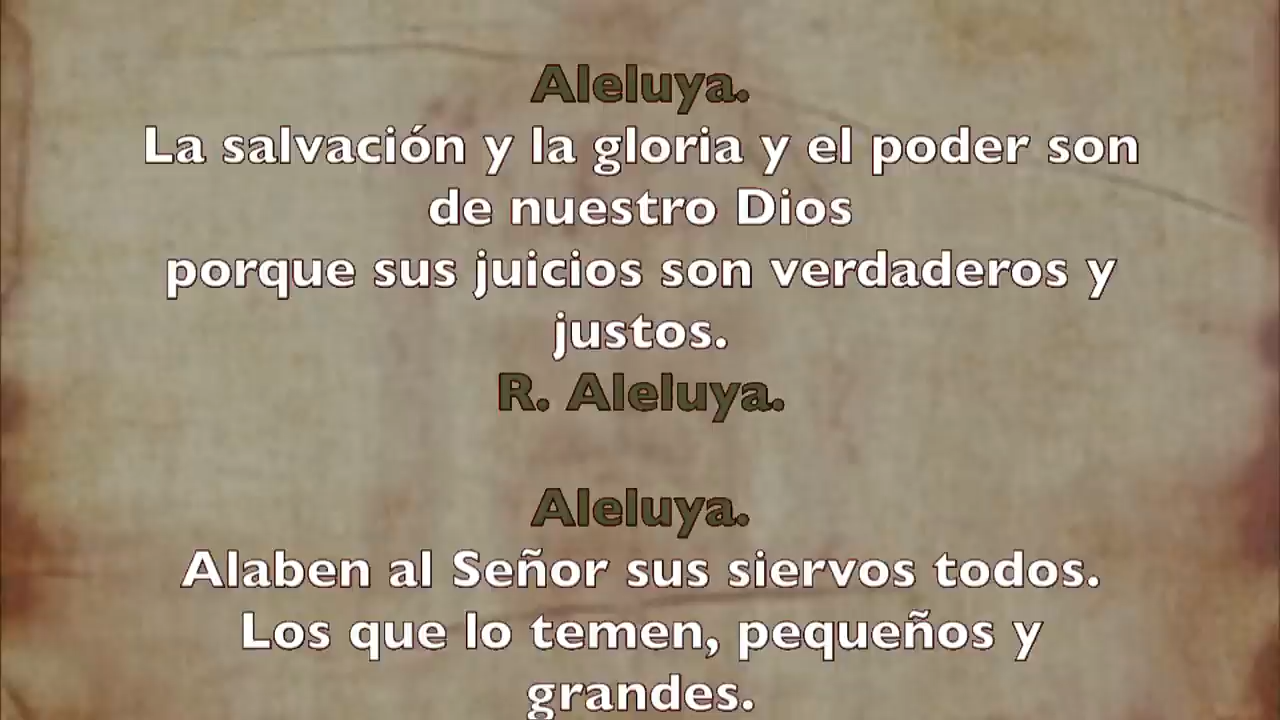 Aleluya.
La salvación y la gloria y el poder son
de nuestro Dios
porque sus juicios son verdaderos y
justos.
R. Aleluya.
Aleluya.
Alaben al Señor sus siervos todos.
Los que lo temen, pequeños y
grandes.